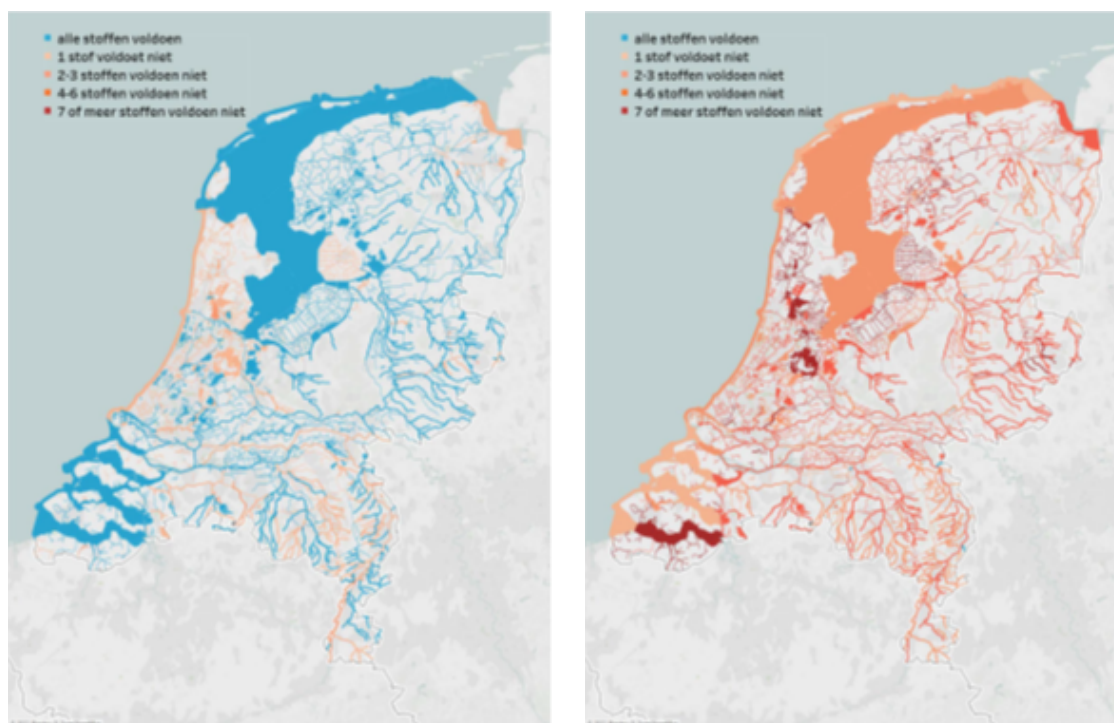 alle stoffen voldoen
1 stof voldoet niet
2-3 stoffen voldoen niet
4-6 stoffen voldoen niet
7 of meer stoffen voldoen niet
alle stoffen voldoen
1 stof voldoet niet
2-3 stoffen voldoen niet
4-6 stoffen voldoen niet
7 of meer stoffen voldoen niet